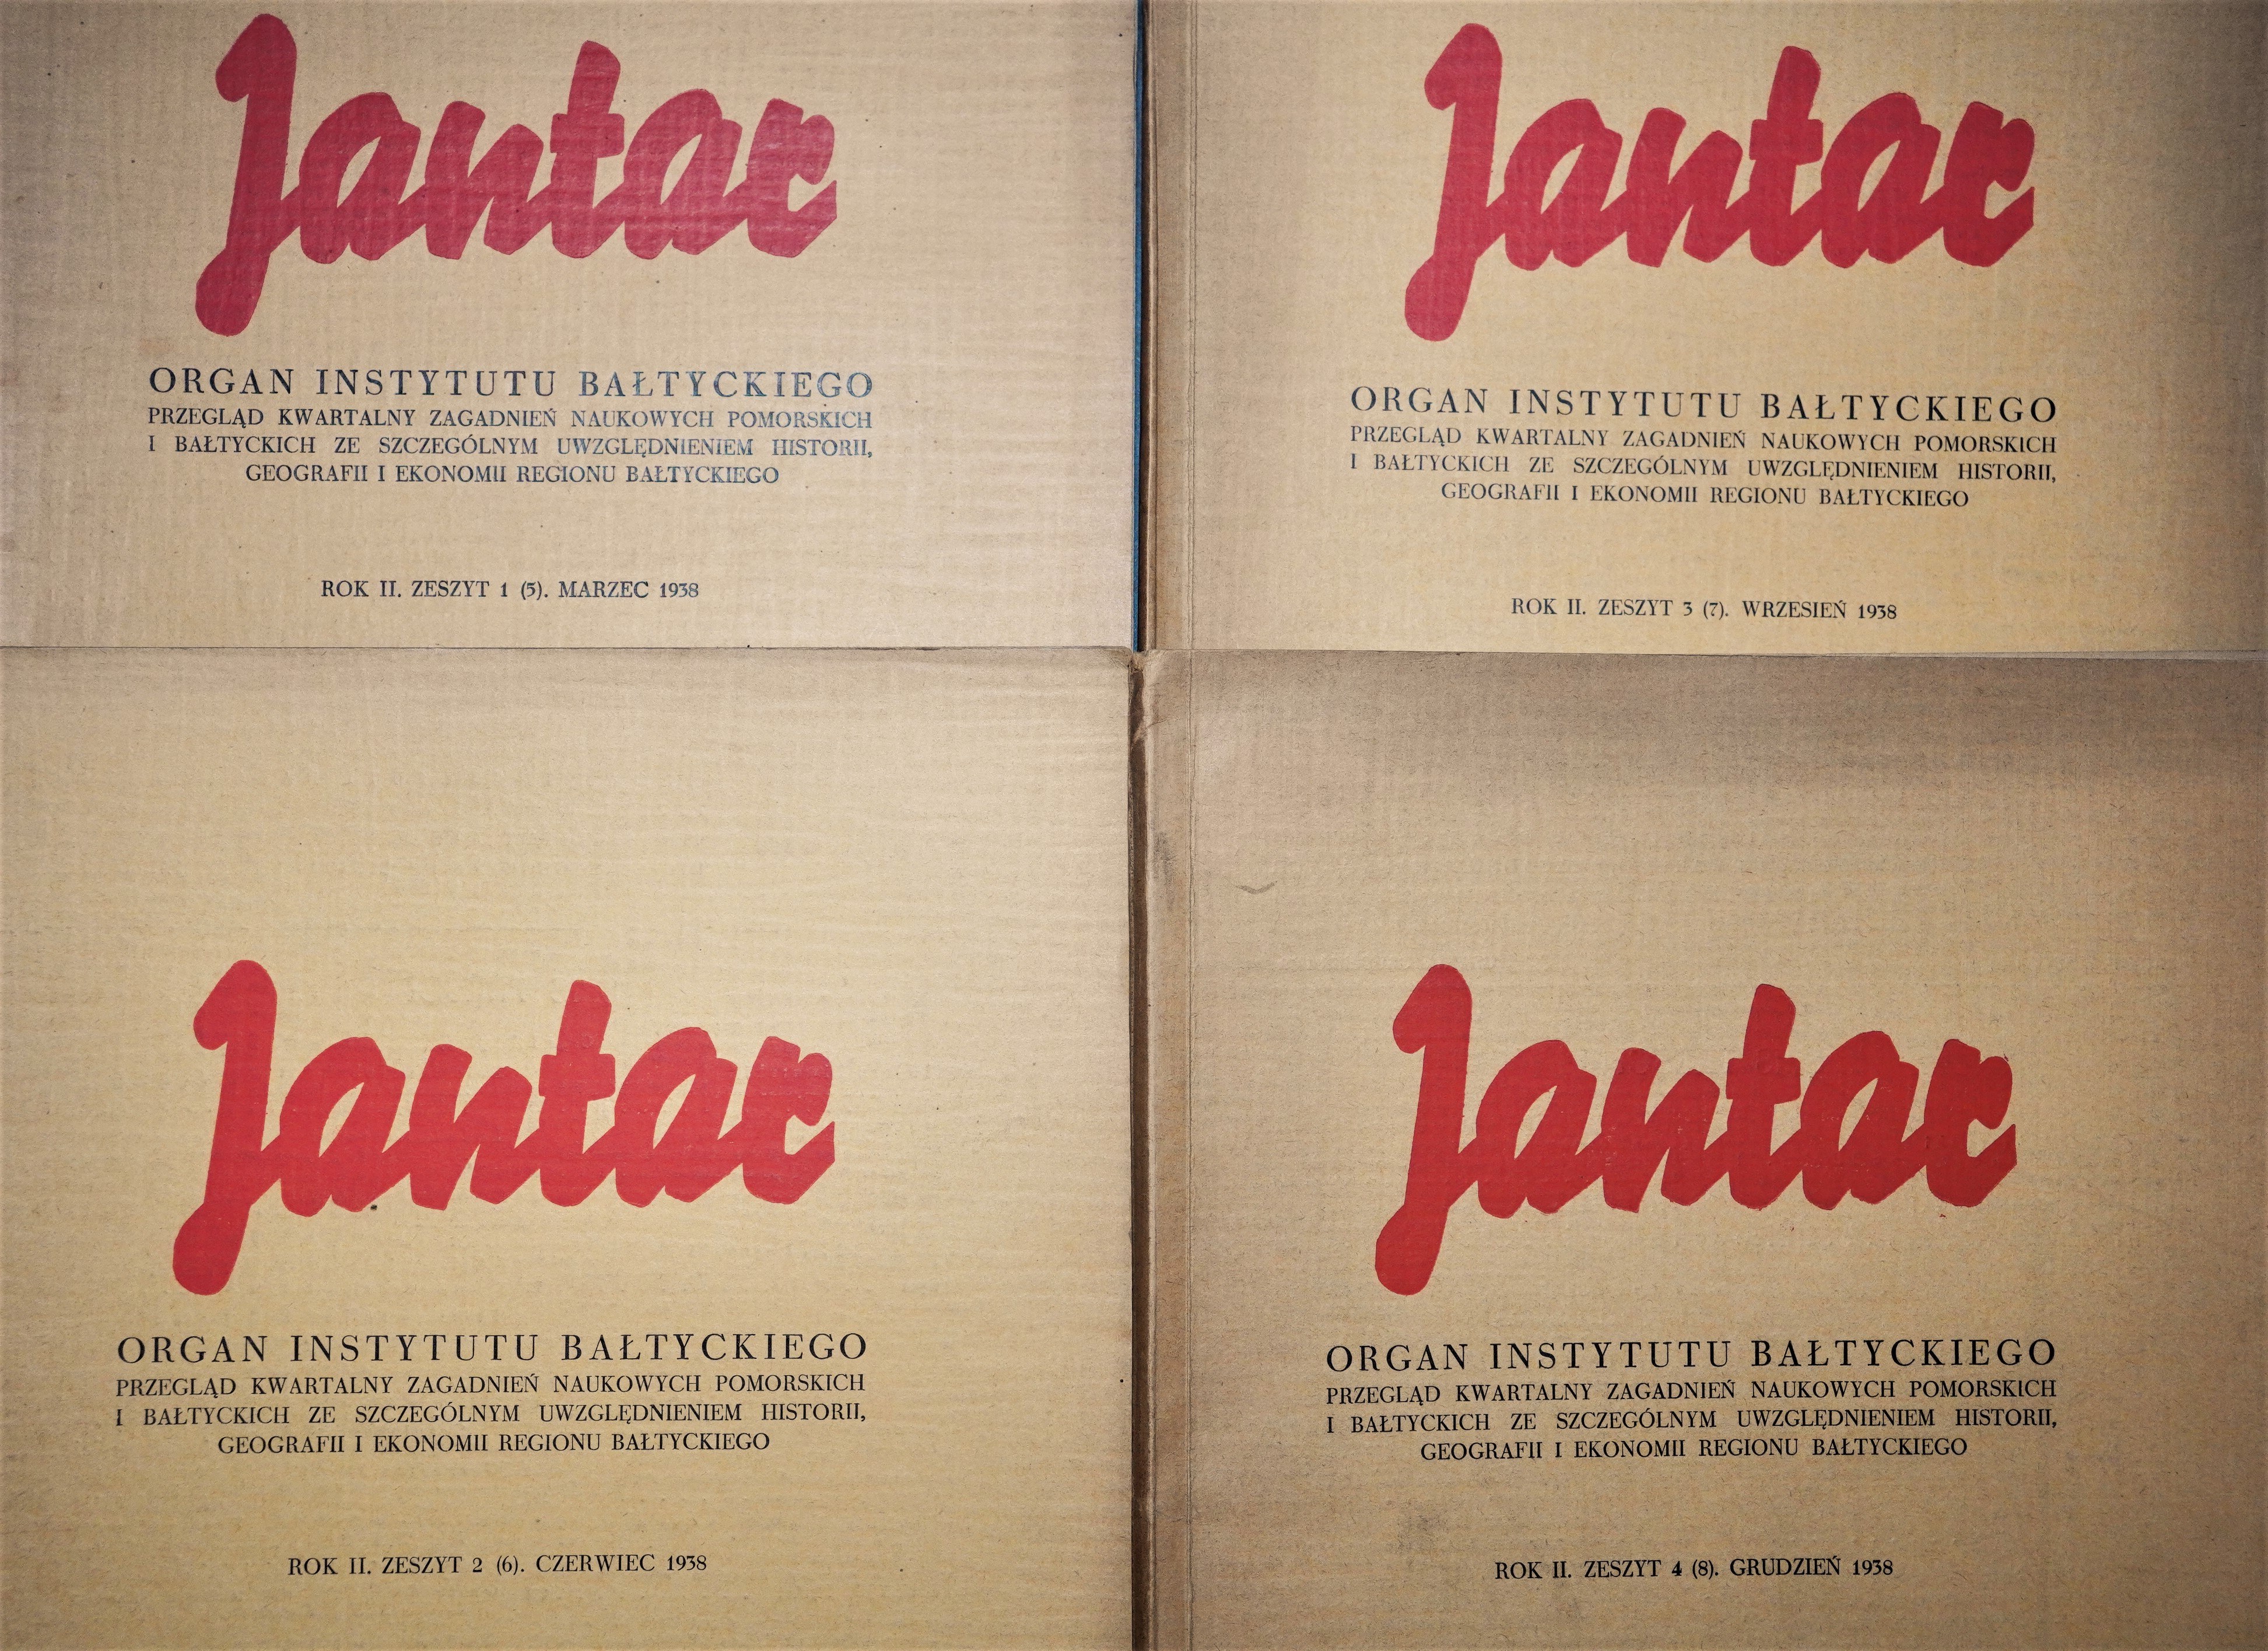 Jantar
ORGAN INSTYTUTU BAŁTYCKIEGO
PRZEGLĄD KWARTALNY ZAGADNIEŃ NAUKOWYCH POMORSKICH
I BAŁTYCKICH ZE SZCZEGÓLNYM UWZGLĘDNIENIEM HISTORII,
GEOGRAFII I EKONOMII REGIONU BAŁTYCKIEGO
ROK II. ZESZYT 1 (5). MARZEC 1938
Jantar
ORGAN INSTYTUTU BAŁTYCKIEGO
PRZEGLĄD KWARTALNY ZAGADNIEŃ NAUKOWYCH POMORSKICH
I BAŁTYCKICH ZE SZCZEGÓLNYM UWZGLĘDNIENIEM HISTORII,
GEOGRAFII I EKONOMII REGIONU BAŁTYCKIEGO
ROK II. ZESZYT 3 (7). WRZESIEŃ 1938
Jantar
ORGAN INSTYTUTU BAŁTYCKIEGO
PRZEGLĄD KWARTALNY ZAGADNIEŃ NAUKOWYCH POMORSKICH
I BAŁTYCKICH ZE SZCZEGÓLNYM UWZGLĘDNIENIEM HISTORII,
GEOGRAFII I EKONOMII REGIONU BAŁTYCKIEGO
ROK II. ZESZYT 2 (6). CZERWIEC 1938
Jantar
ORGAN INSTYTUTU BAŁTYCKIEGO
PRZEGLĄD KWARTALNY ZAGADNIEŃ NAUKOWYCH POMORSKICH
I BAŁTYCKICH ZE SZCZEGÓLNYM UWZGLĘDNIENIEM HISTORII,
GEOGRAFII I EKONOMII REGIONU BAŁTYCKIEGO
ROK II. ZESZYT 4 (8). GRUDZIEŃ 1938